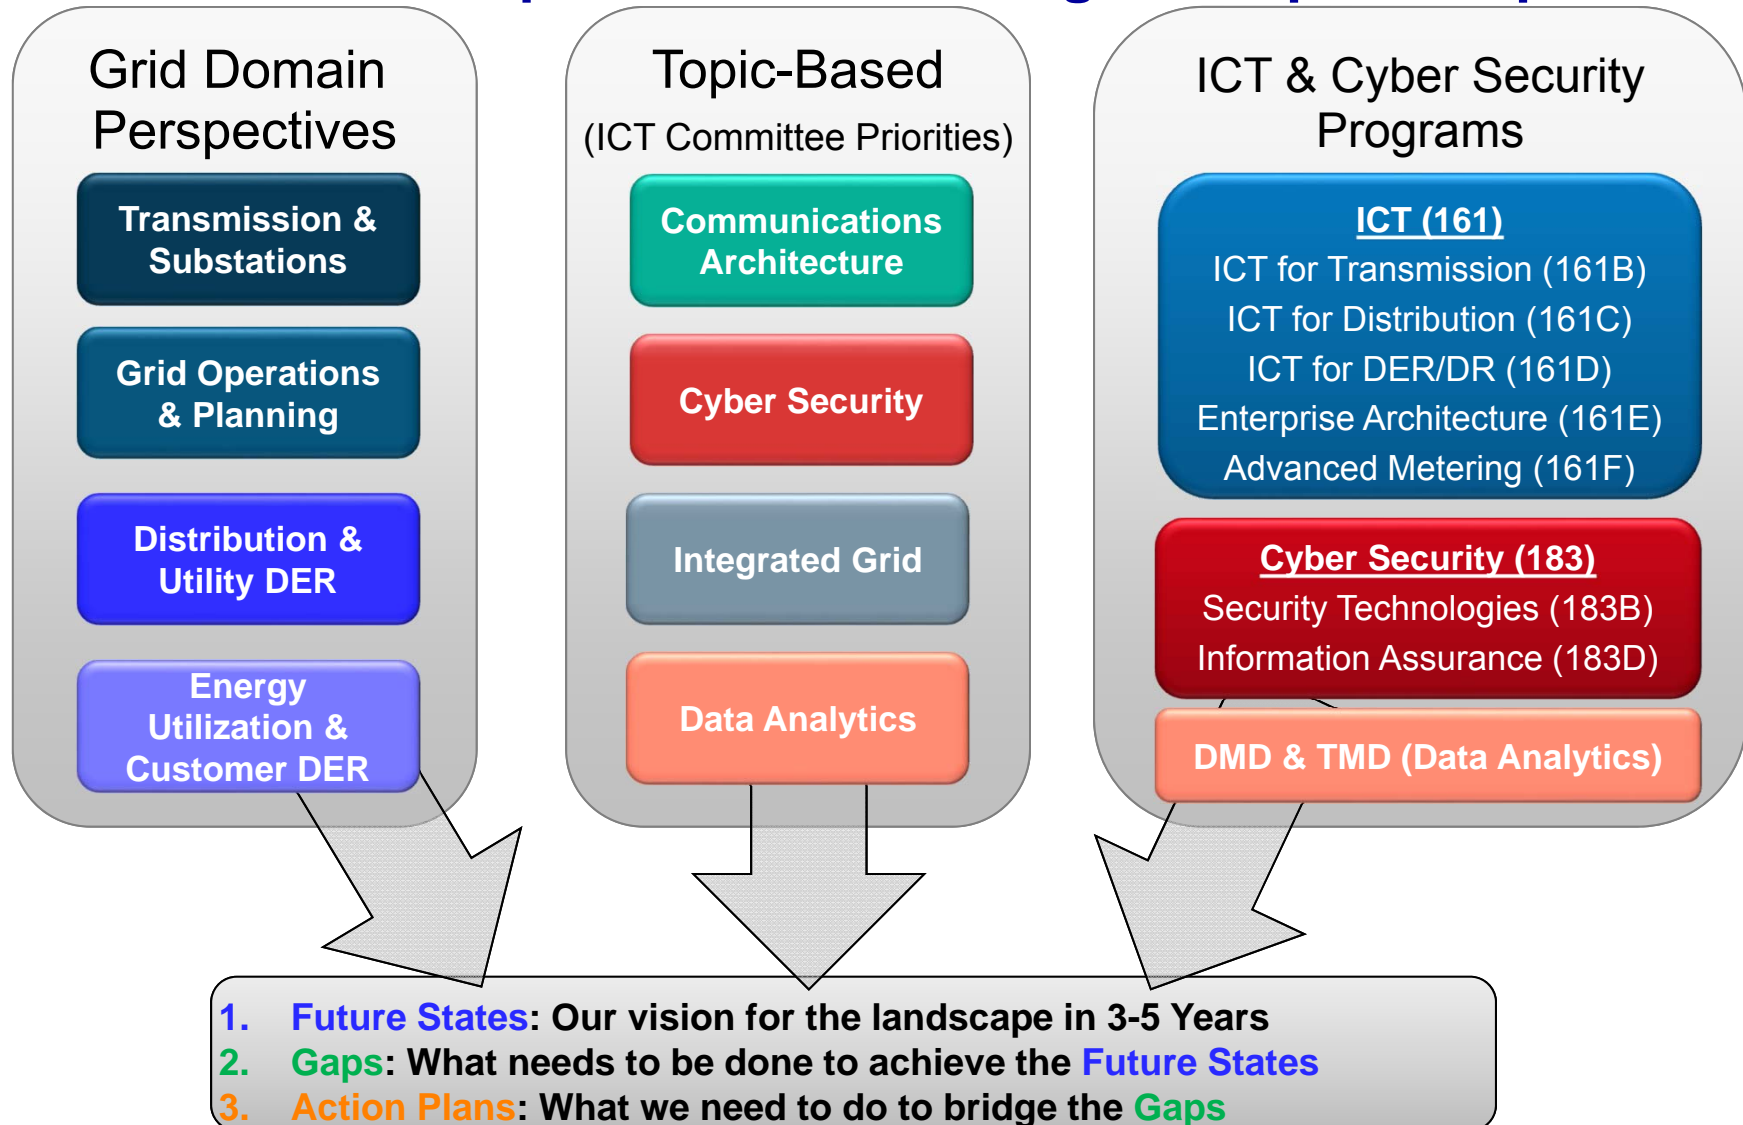 Grid Domain
Perspectives
Transmission &
Substations
Grid Operations
& Planning
Distribution &
Utility DER
Energy
Utilization &
Customer DER
Topic-Based
(ICT Committee Priorities)
Communications
Architecture
Cyber Security
Integrated Grid
Data Analytics
ICT & Cyber Security
Programs
ICT (161)
ICT for Transmission (161B)
ICT for Distribution (161C)
ICT for DER/DR (161D)
Enterprise Architecture (161E)
Advanced Metering (161F)
Cyber Security (183)
Security Technologies (183B)
Information Assurance (183D)
DMD & TMD (Data Analytics)
1. Future States: Our vision for the landscape in 3-5 Years
2. Gaps: What needs to be done to achieve the Future States
3. Action Plans: What we need to do to bridge the Gaps